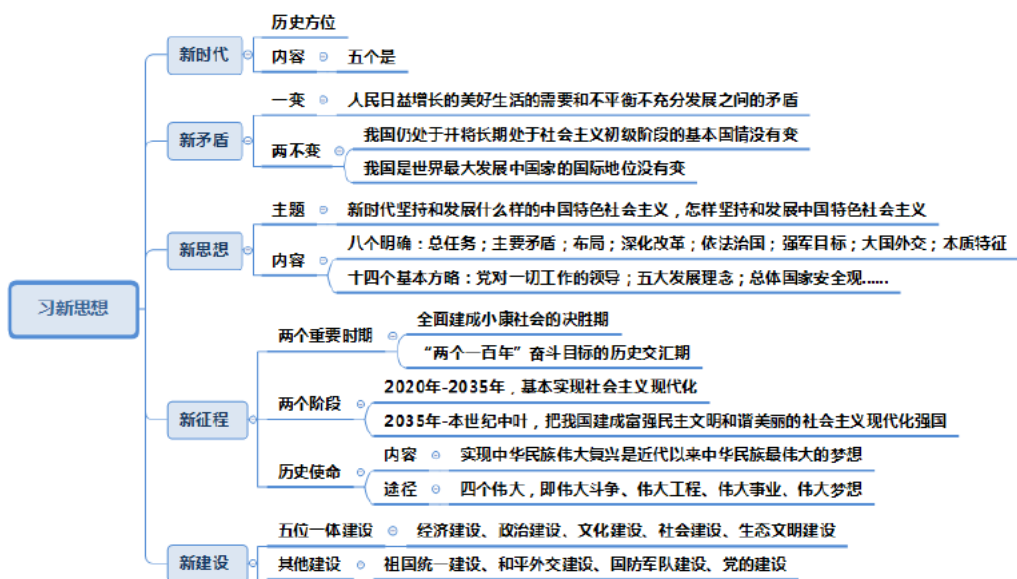 习新思想
新时代
历史方位
内容
五个是
新矛盾
一变
人民日益增长的美好生活的需要和不平衡不充分发展之间的矛盾
两不变
我国仍处于并将长期处于社会主义初级阶段的基本国情没有变
我国是世界最大发展中国家的国际地位没有变
新思想
主题
新时代坚持和发展什么样的中国特色社会主义，怎样坚持和发展中国特色社会主义
内容
八个明确：总任务；主要矛盾；布局；深化改革；依法治国；强军目标；大国外交；本质特征
十四个基本方略：党对一切工作的领导；五大发展理念；总体国家安全观......
新征程
两个重要时期
全面建成小康社会的决胜期
“两个一百年”奋斗目标的历史交汇期
两个阶段
2020年-2035年，基本实现社会主义现代化
2035年-本世纪中叶，把我国建成富强民主文明和谐美丽的社会主义现代化强国
历史使命
内容
实现中华民族伟大复兴是近代以来中华民族最伟大的梦想
途径
四个伟大，即伟大斗争、伟大工程、伟大事业、伟大梦想
新建设
五位一体建设
经济建设、政治建设、文化建设、社会建设、生态文明建设
其他建设
祖国统一建设、和平外交建设、国防军队建设、党的建设